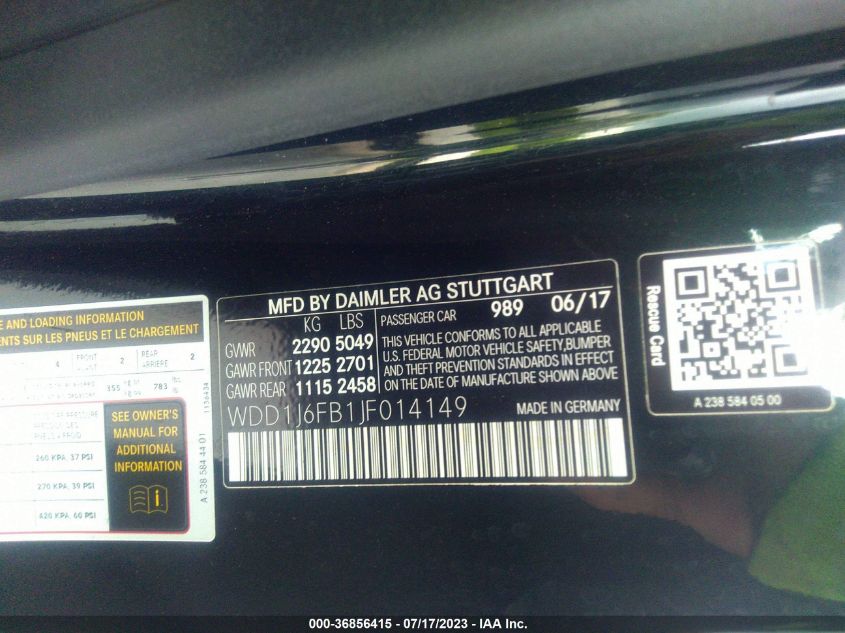 E AND LOADING INFORMATION
ENTS SUR LES PNEUS ET LE CHARGEMENT
4 FRONT 2 REAR ARRIÈRE 2
355 783
1136434
SEE OWNER'S
MANUAL FOR
ADDITIONAL
INFORMATION
260 KPA, 37 PSI
270 KPA, 39 PSI
420 KPA, 60 PSI
A 238 584 44 01
MFD BY DAIMLER AG STUTTGART
KG LBS
GVWR 2290 5049
GAWR FRONT 1225 2701
GAWR REAR 1115 2458
PASSENGER CAR 989 06/17
THIS VEHICLE CONFORMS TO ALL APPLICABLE
U.S. FEDERAL MOTOR VEHICLE SAFETY,BUMPER
AND THEFT PREVENTION STANDARDS IN EFFECT
ON THE DATE OF MANUFACTURE SHOWN ABOVE
WDD1J6FB1JF014149 MADE IN GERMANY
Rescue Card
A 238 584 05 00
000-36856415 - 07/17/2023 - IAA Inc.